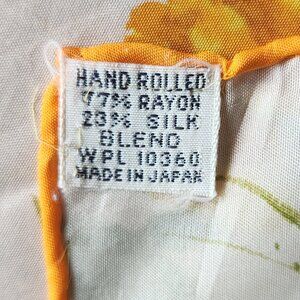 HAND ROLLED
77% RAYON
23% SILK
BLEND
WPL 10360
MADE IN JAPAN